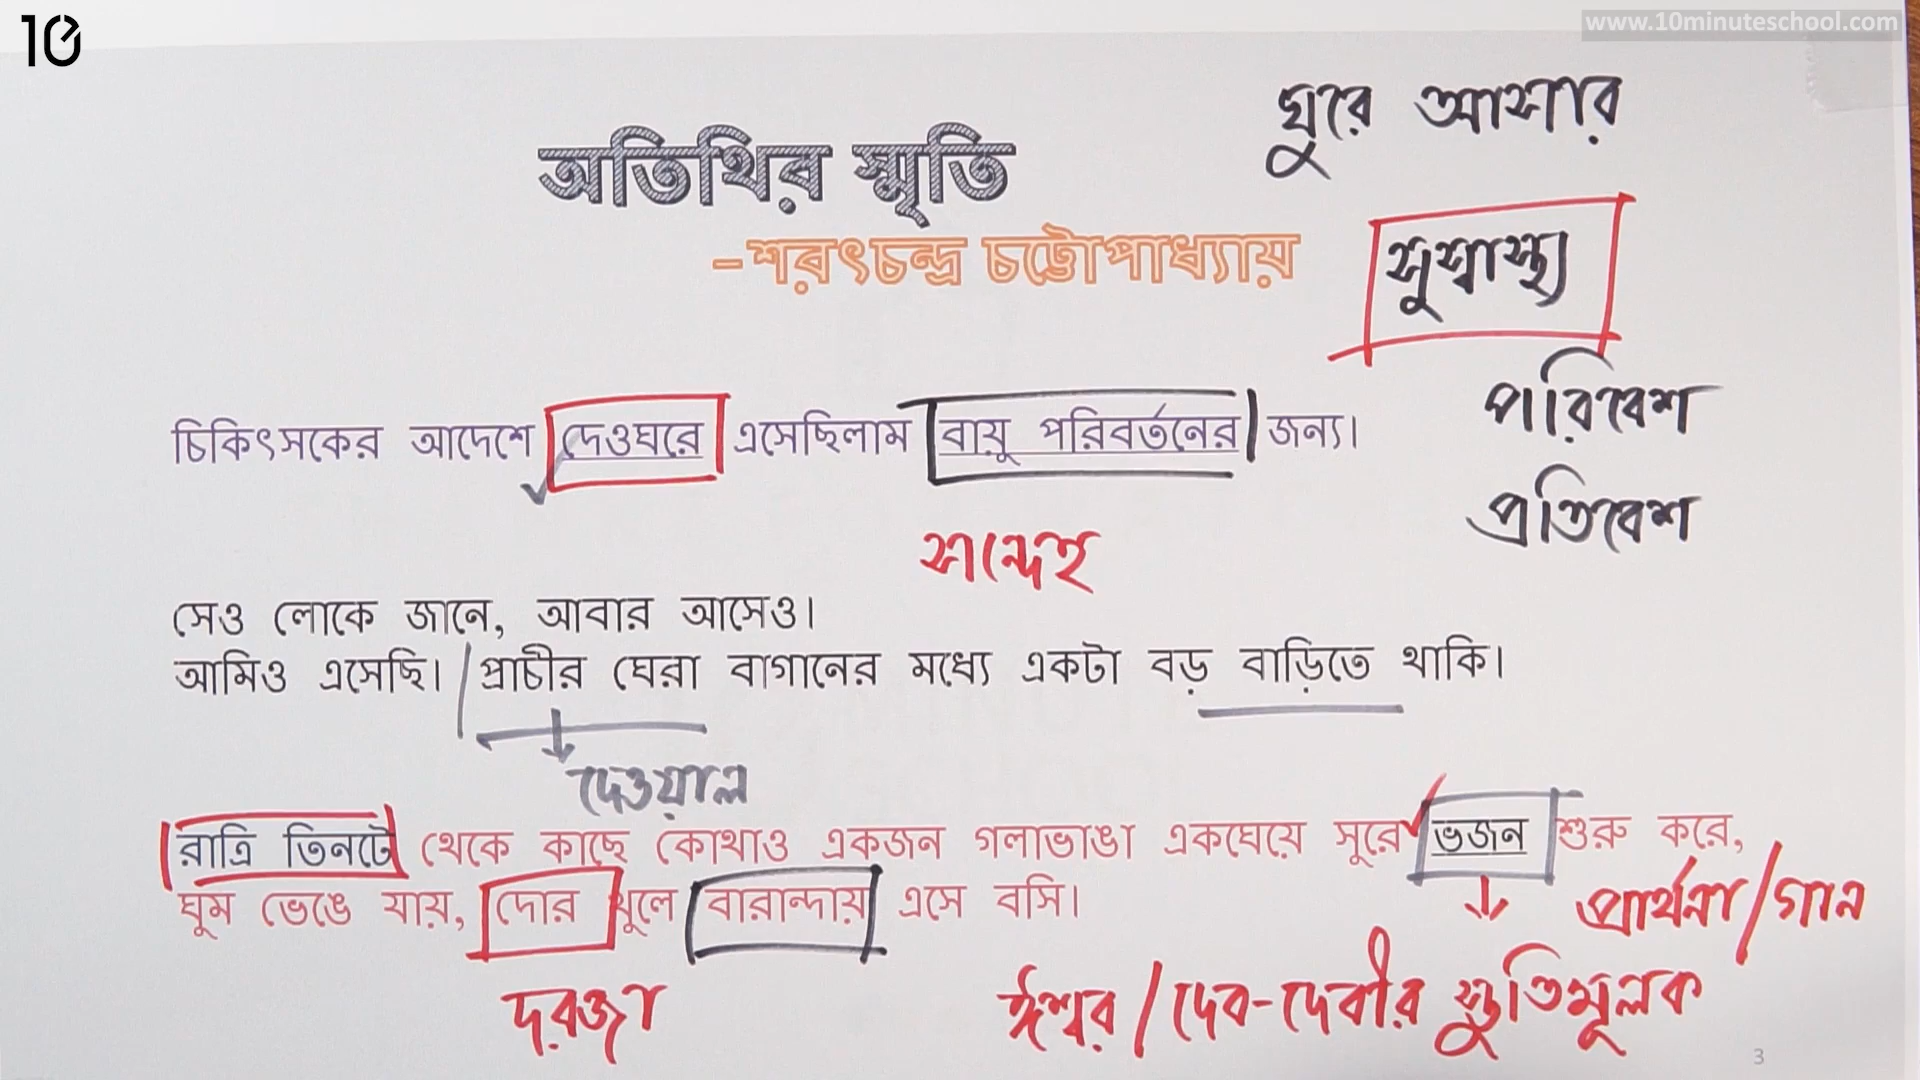 10
www.10minuteschool.com
ঘুরে আসার
অতিথির স্মৃতি
-শরৎচন্দ্র চট্টোপাধ্যায়
সুস্বাস্থ্য
পরিবেশ
চিকিৎসকের আদেশে দেওঘরে এসেছিলাম বায়ু পরিবর্তনের জন্য।
প্রতিবেশ
সন্দেহ
সেও লোকে জানে, আবার আসেও।
আমিও এসেছি। প্রাচীর ঘেরা বাগানের মধ্যে একটা বড় বাড়িতে থাকি।
দেওয়াল
রাত্রি তিনটে থেকে কাছে কোথাও একজন গলাভাঙা একঘেয়ে সূরে ভজন শুরু করে,
ঘুম ভেঙে যায়, দোর খুলে বারান্দায় এসে বসি।
প্রার্থনা/গান
দরজা
ঈশ্বর/দেব-দেবীর স্তুতিমূলক
3